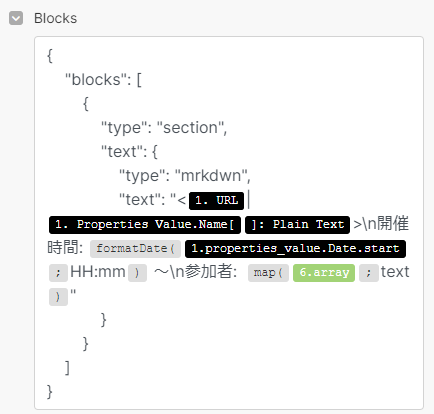 Blocks
{
"blocks": [
{
"type": "section",
"text": {
"type": "mrkdwn",
"text": "<1. URL|
1. Properties Value.Name[ ]: Plain Text>\n開催
時間: formatDate(1.properties_value.Date.start
;HH:mm) ～\n参加者: map(6.array;text
)"
}
}
]
}